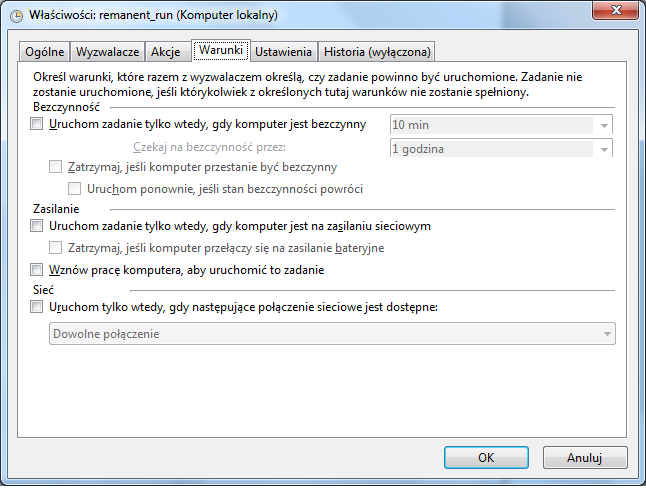 Właściwości: remanent_run (Komputer lokalny)
Ogólne Wyzwalacze Akcje Warunki Ustawienia Historia (wyłączona)
Określ warunki, które razem z wyzwalaczem określą, czy zadanie powinno być uruchomione. Zadanie nie
zostanie uruchomione, jeśli którykolwiek z określonych tutaj warunków nie zostanie spełniony.
Bezczynność
Uruchom zadanie tylko wtedy, gdy komputer jest bezczynny 10 min
Czekaj na bezczynność przez: 1 godzina
Zatrzymaj, jeśli komputer przestanie być bezczynny
Uruchom ponownie, jeśli stan bezczynności powróci
Zasilanie
Uruchom zadanie tylko wtedy, gdy komputer jest na zasilaniu sieciowym
Zatrzymaj, jeśli komputer przełączy się na zasilanie bateryjne
Wznów pracę komputera, aby uruchomić to zadanie
Sieć
Uruchom tylko wtedy, gdy następujące połączenie sieciowe jest dostępne:
Dowolne połączenie
OK Anuluj